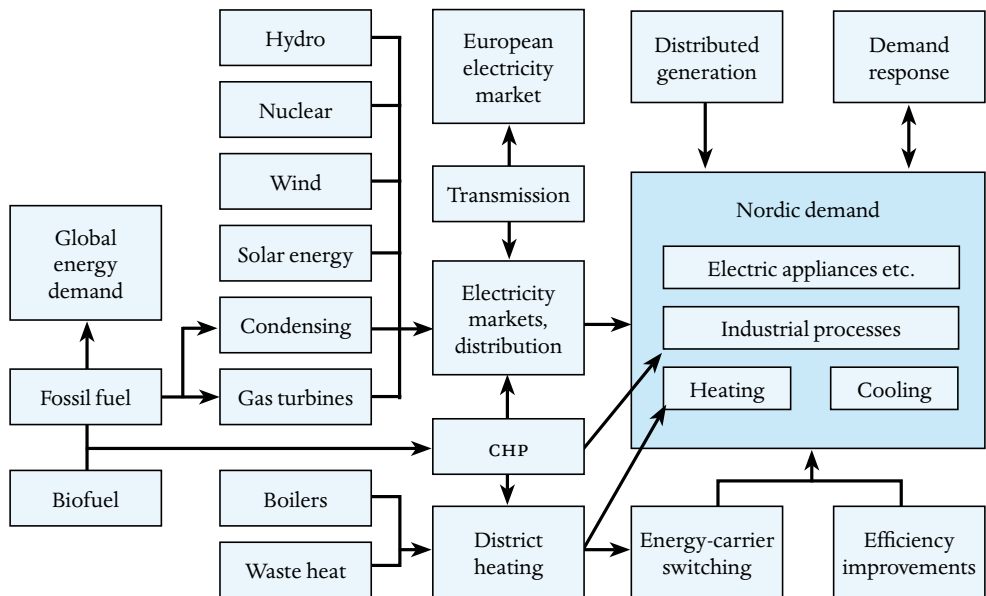 Hydro
Nuclear
Wind
Solar energy
Condensing
Gas turbines
Global
energy
demand
Fossil fuel
Biofuel
Boilers
Waste heat
European
electricity
market
Transmission
Electricity
markets,
distribution
CHP
District
heating
Distributed
generation
Demand
response
Nordic demand
Electric appliances etc.
Industrial processes
Heating
Cooling
Energy-carrier
switching
Efficiency
improvements